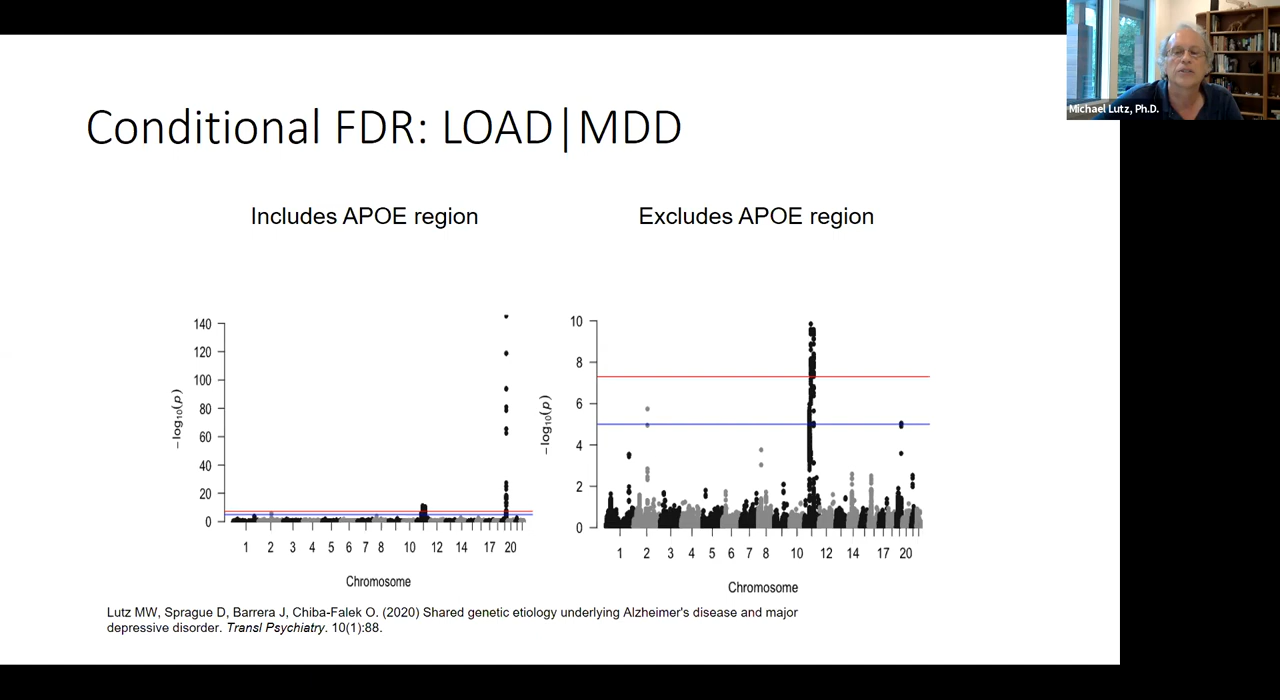 Michael Lutz, Ph.D.
Conditional FDR: LOAD|MDD
Includes APOE region
Excludes APOE region
−log₁₀(p)
140
120
100
80
60
40
20
0
1 2 3 4 5 6 7 8 10 12 14 17 20
Chromosome
−log₁₀(p)
10
8
6
4
2
0
1 2 3 4 5 6 7 8 10 12 14 17 20
Chromosome
Lutz MW, Sprague D, Barrera J, Chiba-Falek O. (2020) Shared genetic etiology underlying Alzheimer's disease and major
depressive disorder. Transl Psychiatry. 10(1):88.